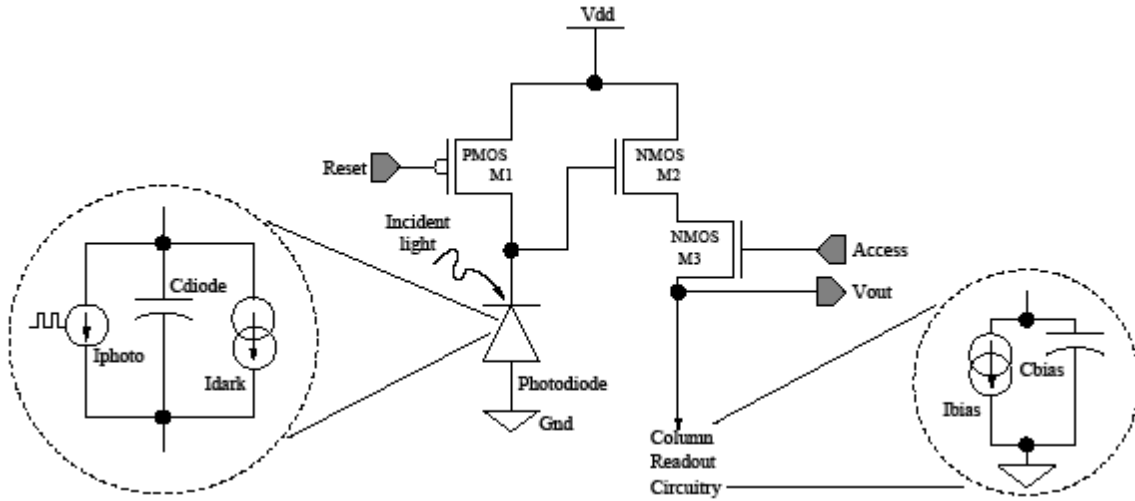 Vdd
Reset
PMOS
M1
NMOS
M2
Incident
light
NMOS
M3
Access
Vout
Cdiode
Iphoto
Idark
Photodiode
Gnd
Column
Readout
Circuitry
Cbias
Ibias